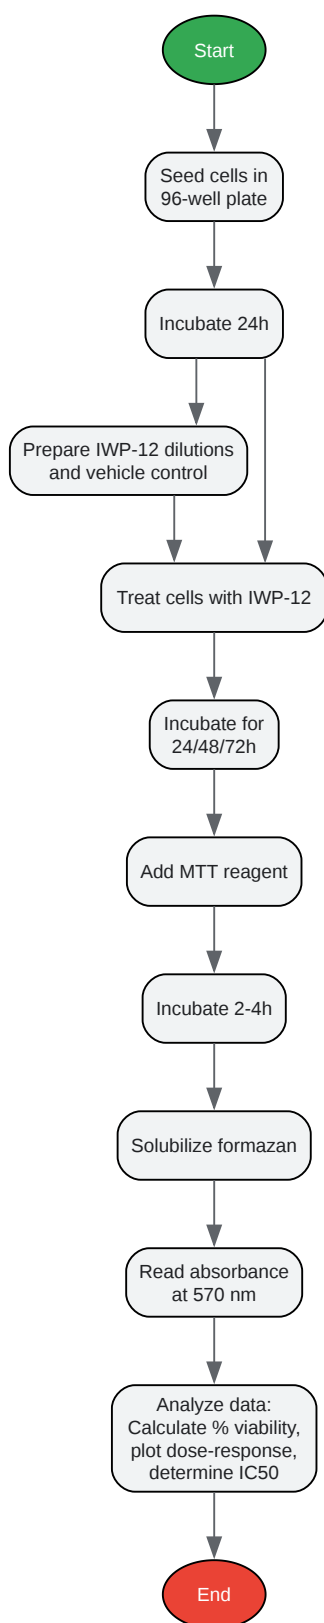 Start
Seed cells in
96-well plate
Incubate 24h
Prepare IWP-12 dilutions
and vehicle control
Treat cells with IWP-12
Incubate for
24/48/72h
Add MTT reagent
Incubate 2-4h
Solubilize formazan
Read absorbance
at 570 nm
Analyze data:
Calculate % viability,
plot dose-response,
determine IC50
End